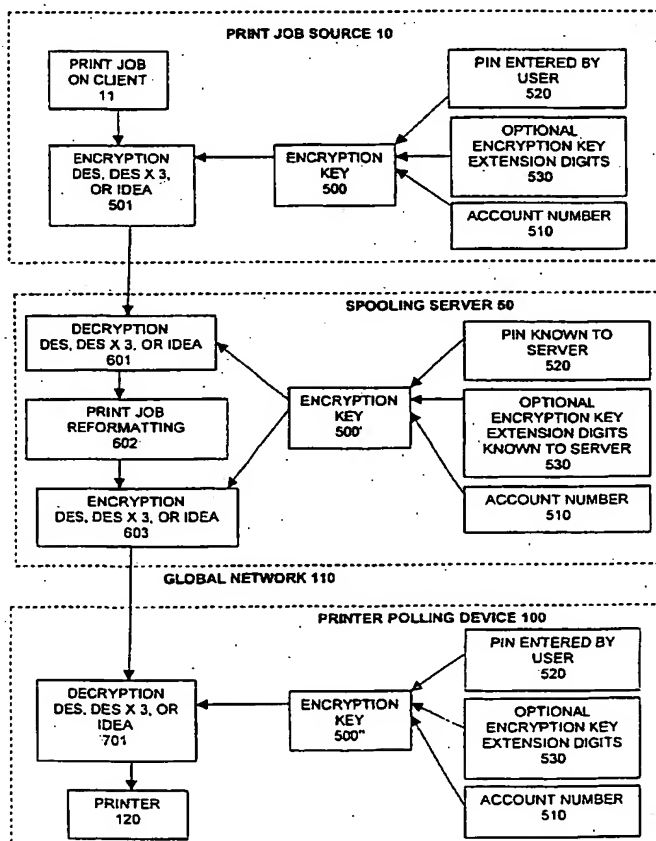 PRINT JOB SOURCE 10
PRINT JOB
ON CLIENT
11
PIN ENTERED BY
USER
520
ENCRYPTION
DES, DES X 3,
OR IDEA
501
ENCRYPTION
KEY
500
OPTIONAL
ENCRYPTION KEY
EXTENSION DIGITS
530
ACCOUNT NUMBER
510
SPOOLING SERVER 50
DECRYPTION
DES, DES X 3, OR IDEA
601
PIN KNOWN TO
SERVER
520
PRINT JOB
REFORMATTING
602
ENCRYPTION
KEY
500'
OPTIONAL
ENCRYPTION KEY
EXTENSION DIGITS
KNOWN TO SERVER
530
ENCRYPTION
DES, DES X 3, OR IDEA
603
ACCOUNT NUMBER
510
GLOBAL NETWORK 110
PRINTER POLLING DEVICE 100
PIN ENTERED BY
USER
520
DECRYPTION
DES, DES X 3, OR
IDEA
701
ENCRYPTION
KEY
500"
OPTIONAL
ENCRYPTION KEY
EXTENSION DIGITS
530
PRINTER
120
ACCOUNT NUMBER
510